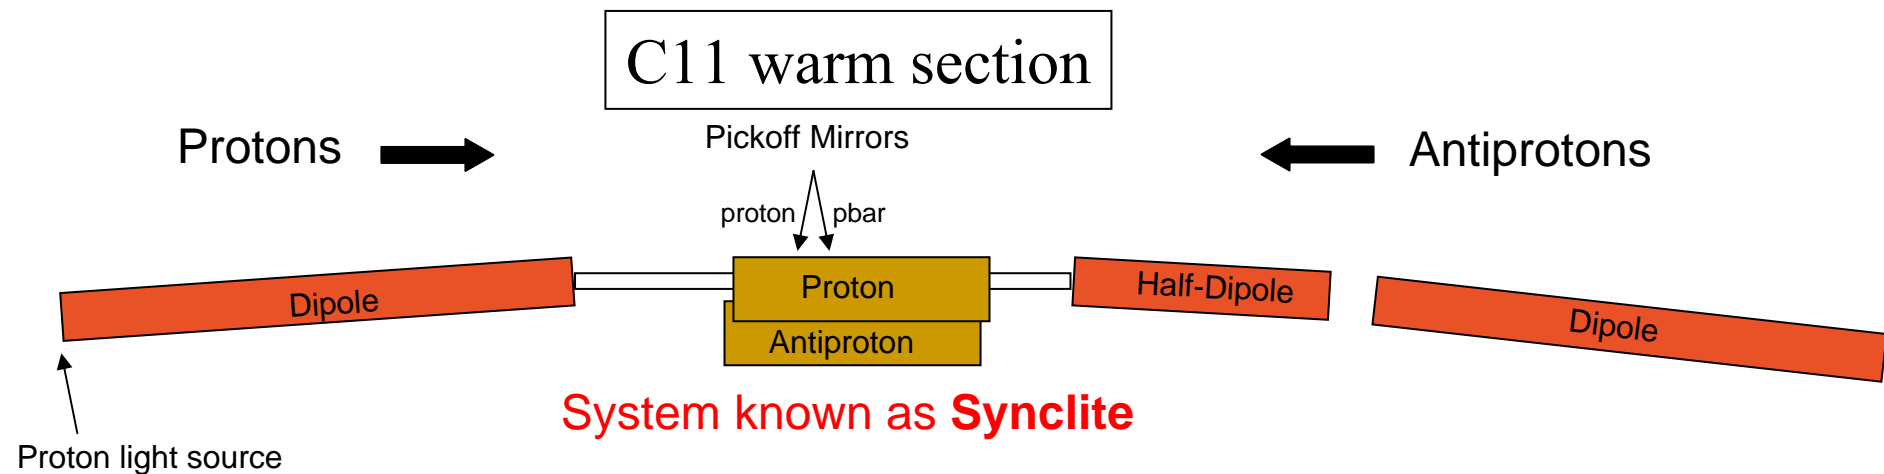 C11 warm section
Pickoff Mirrors
Protons
Antiprotons
proton
pbar
Dipole
Proton
Half-Dipole
Dipole
Antiproton
System known as Synclite
Proton light source